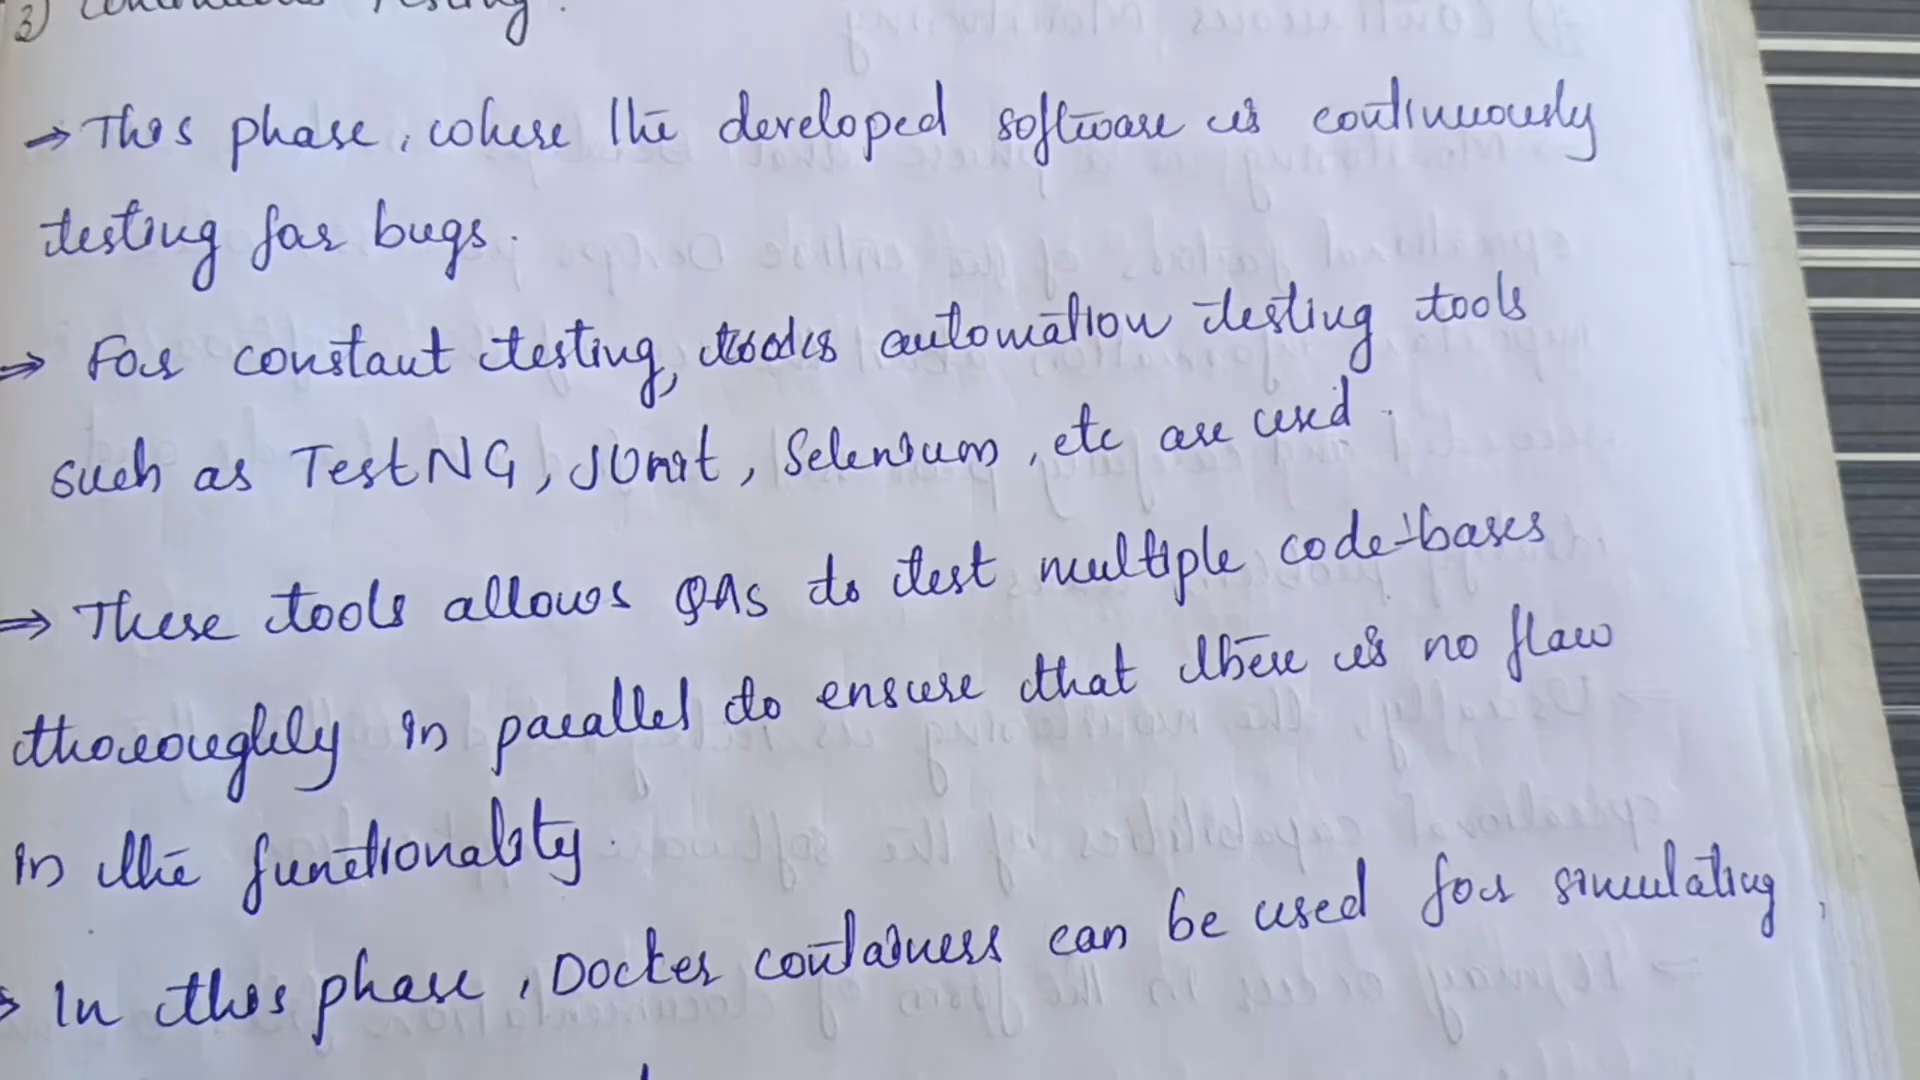 3) Continuous Testing.
→ This phase, where the developed software is continuously
testing for bugs.
⇒ For constant testing, tools automation testing tools
such as TestNG, JUnit, Selenium, etc are used.
⇒ These tools allows QAs to test multiple code-bases
thoroughly in parallel to ensure that there is no flaw
in the functionality.
→ In this phase, Docker containers can be used for simulating